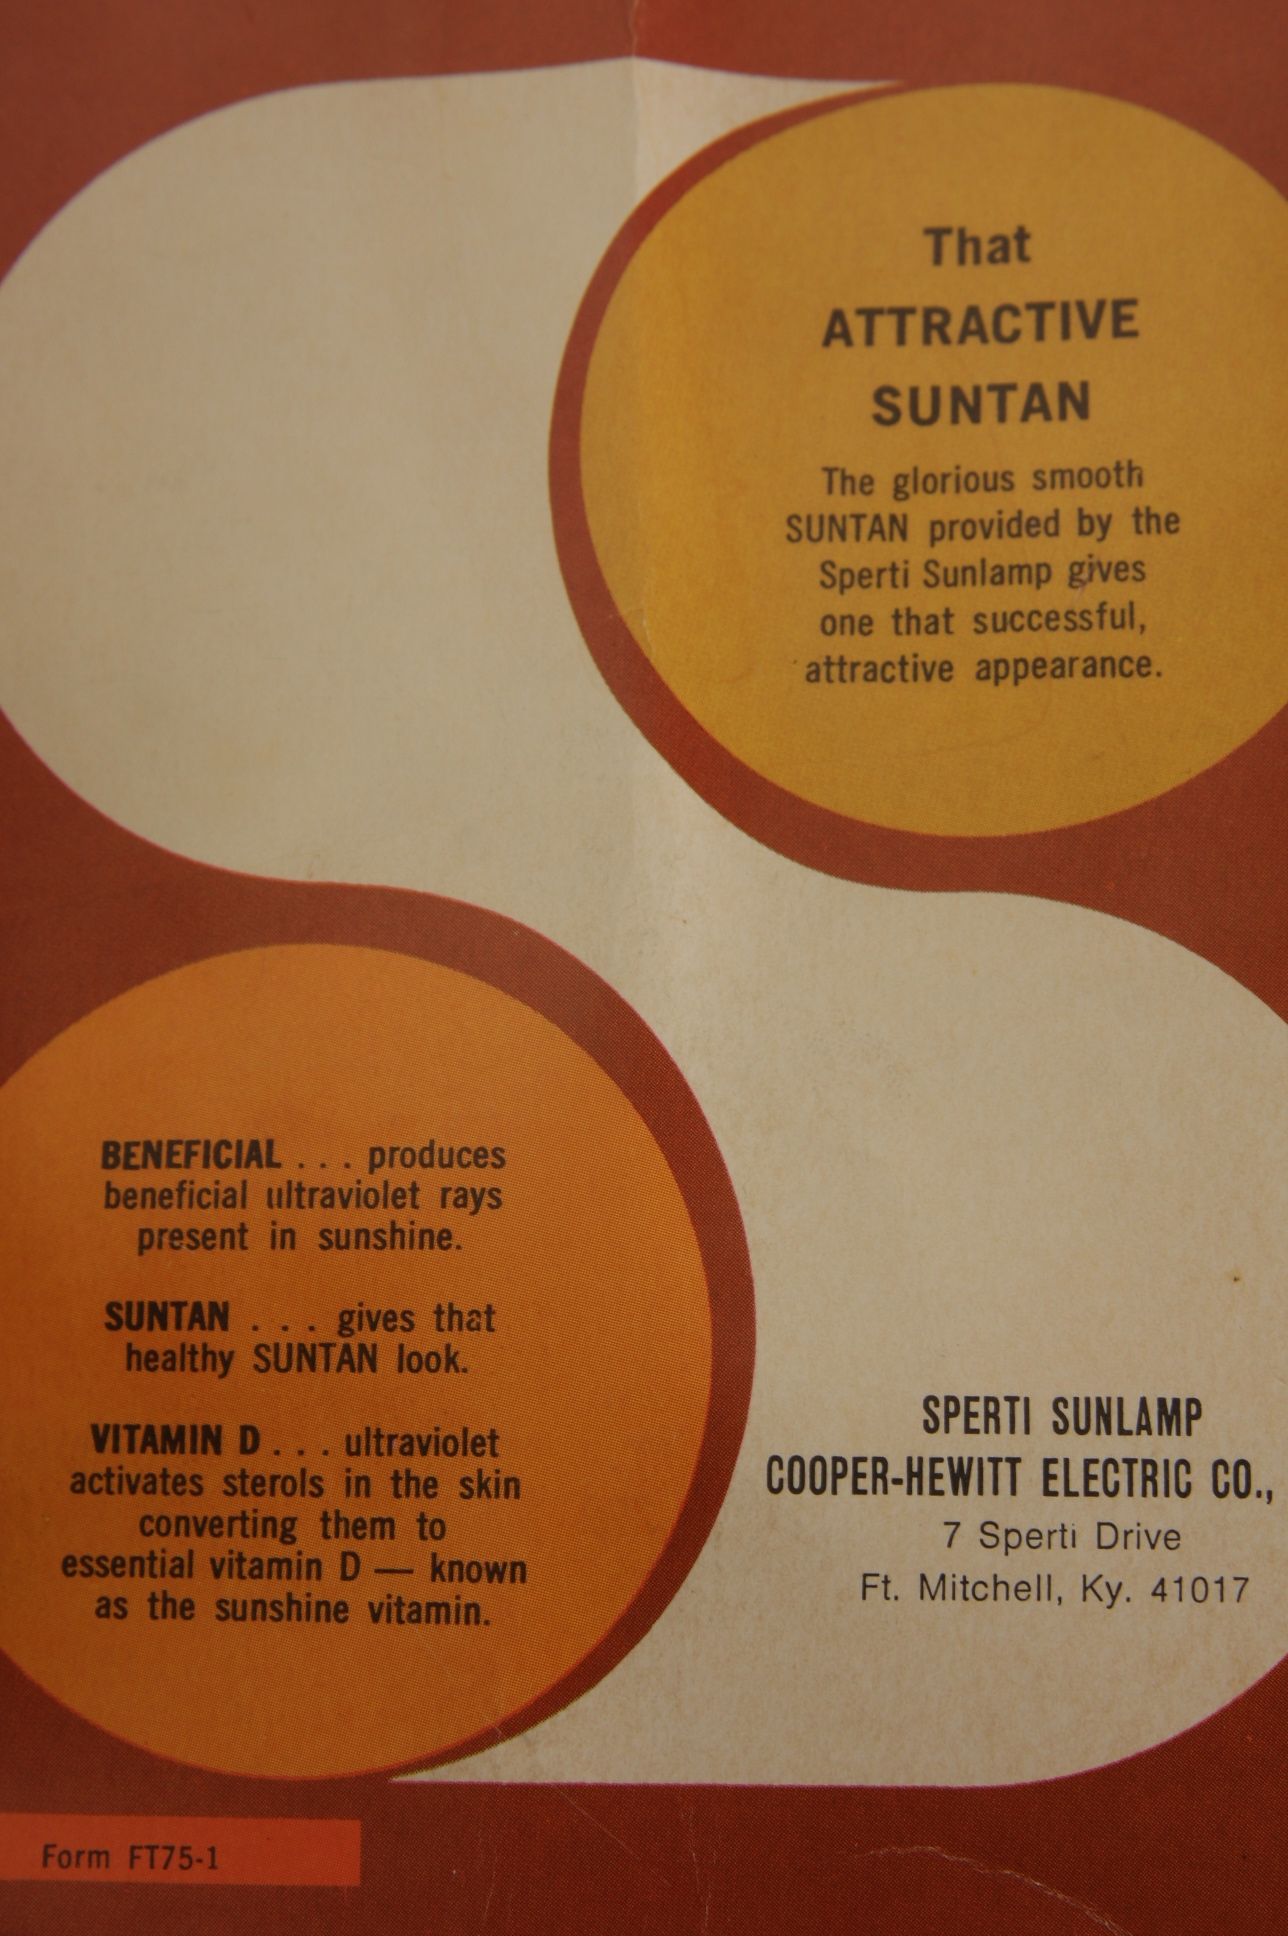 That
ATTRACTIVE
SUNTAN
The glorious smooth
SUNTAN provided by the
Sperti Sunlamp gives
one that successful,
attractive appearance.
BENEFICIAL . . . produces
beneficial ultraviolet rays
present in sunshine.
SUNTAN . . . gives that
healthy SUNTAN look.
VITAMIN D . . . ultraviolet
activates sterols in the skin
converting them to
essential vitamin D — known
as the sunshine vitamin.
SPERTI SUNLAMP
COOPER-HEWITT ELECTRIC CO.,
7 Sperti Drive
Ft. Mitchell, Ky. 41017
Form FT75-1